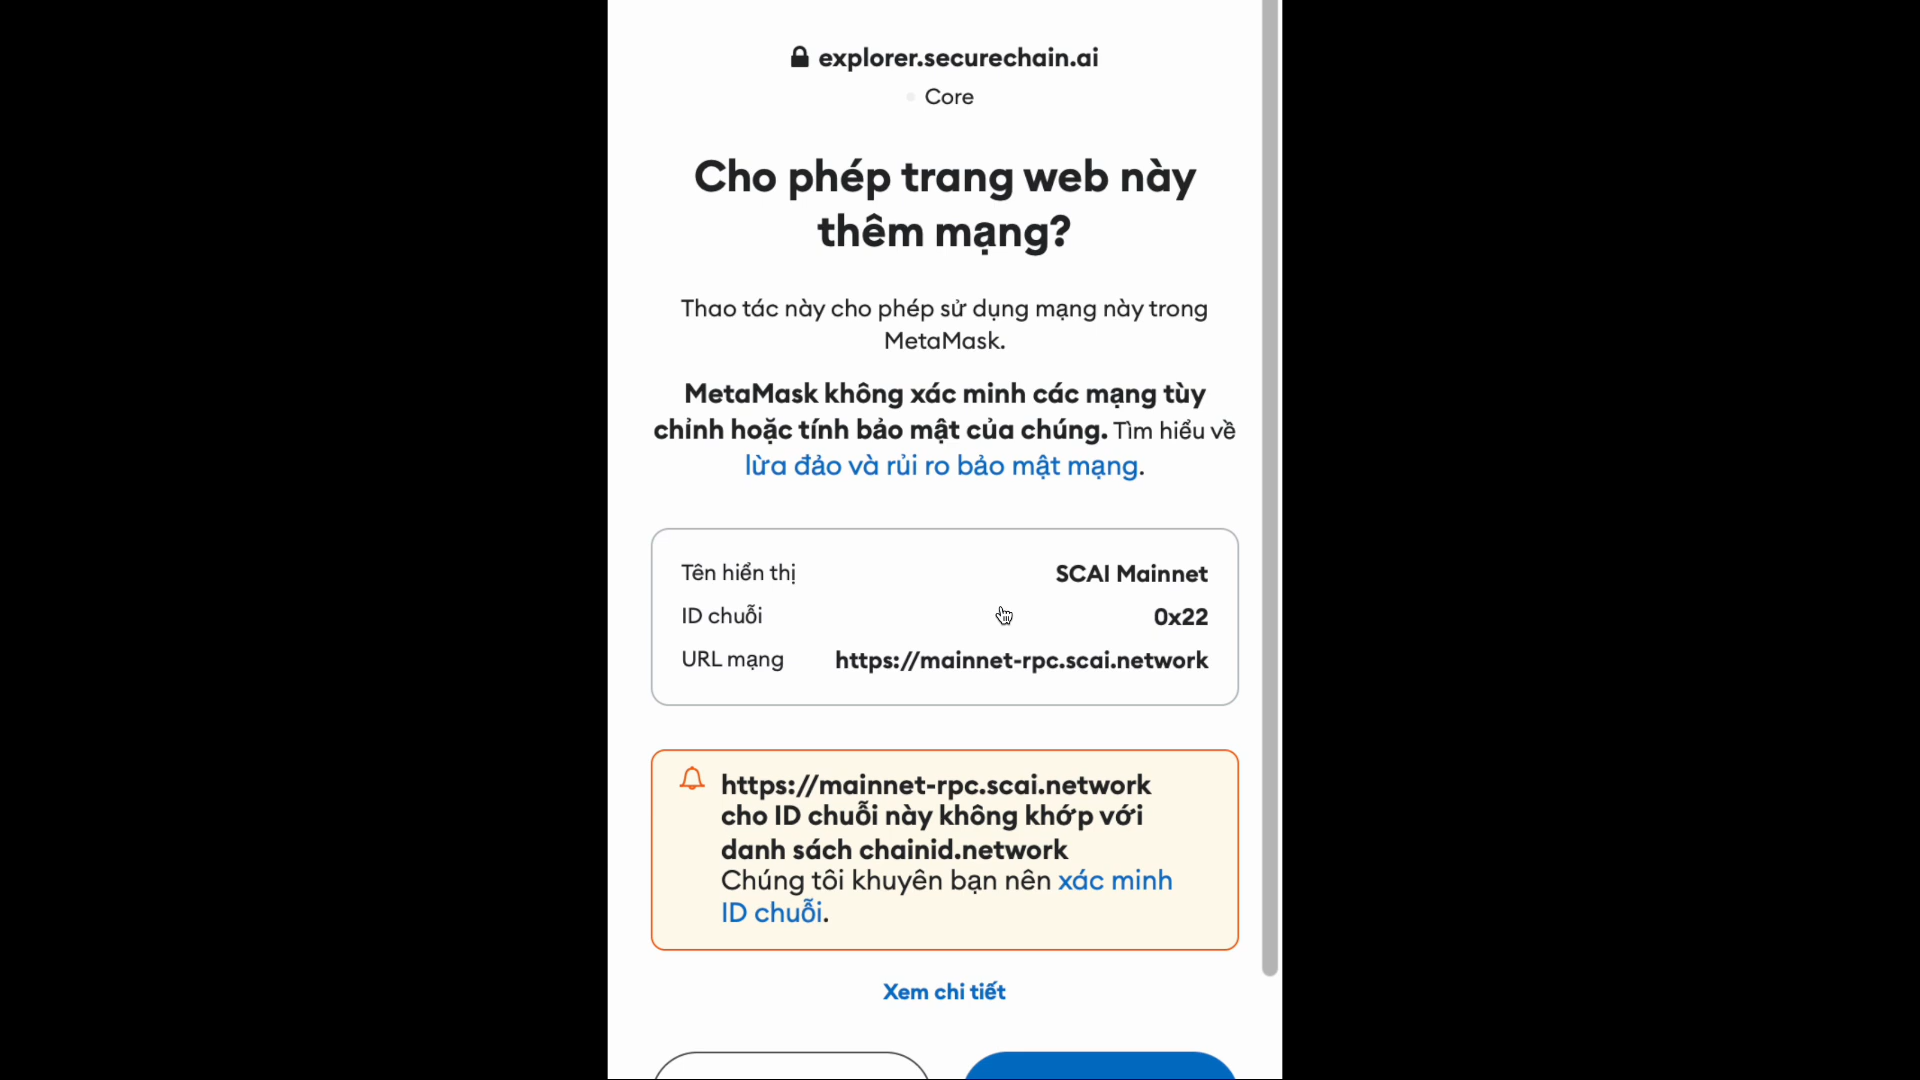 explorer.securechain.ai
Core
Cho phép trang web này
thêm mạng?
Thao tác này cho phép sử dụng mạng này trong
MetaMask.
MetaMask không xác minh các mạng tùy
chỉnh hoặc tính bảo mật của chúng. Tìm hiểu về
lừa đảo và rủi ro bảo mật mạng.
Tên hiển thị SCAI Mainnet
ID chuỗi 0x22
URL mạng https://mainnet-rpc.scai.network
https://mainnet-rpc.scai.network
cho ID chuỗi này không khớp với
danh sách chainid.network
Chúng tôi khuyên bạn nên xác minh
ID chuỗi.
Xem chi tiết